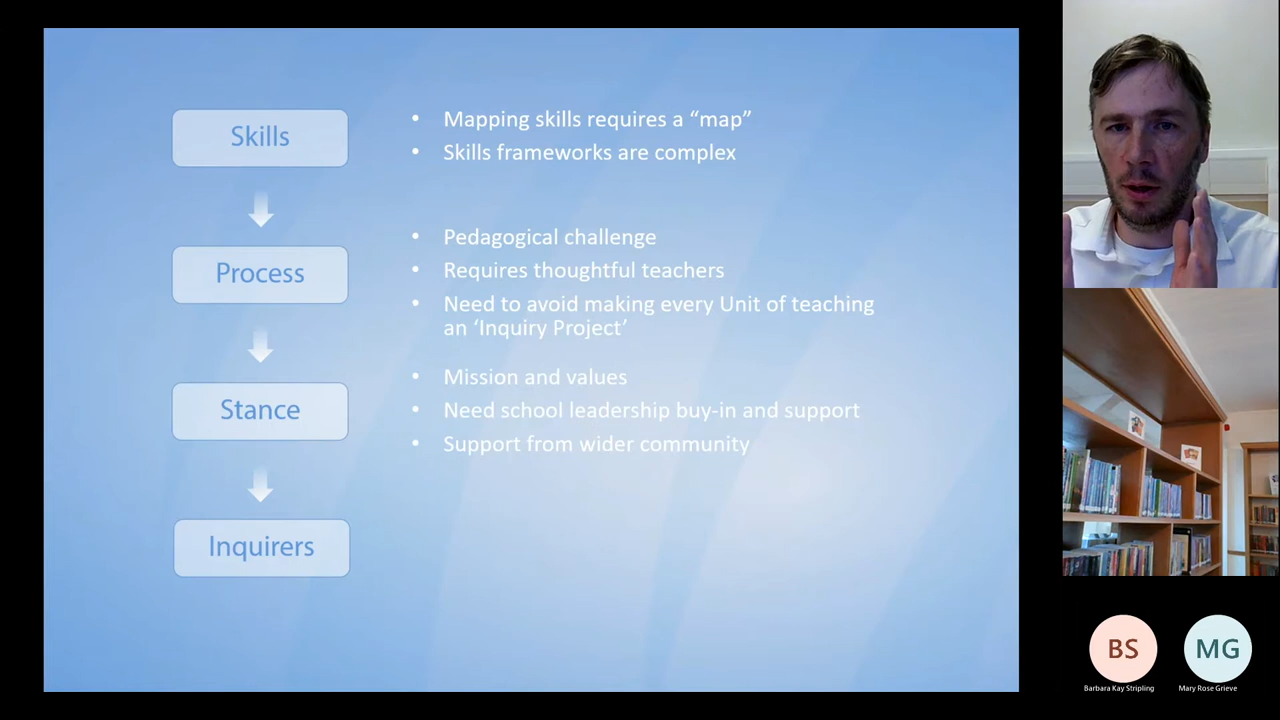 Skills
• Mapping skills requires a “map”
• Skills frameworks are complex
Process
• Pedagogical challenge
• Requires thoughtful teachers
• Need to avoid making every Unit of teaching
an ‘Inquiry Project’
Stance
• Mission and values
• Need school leadership buy-in and support
• Support from wider community
Inquirers
BS
MG
Barbara Kay Stripling
Mary Rose Grieve